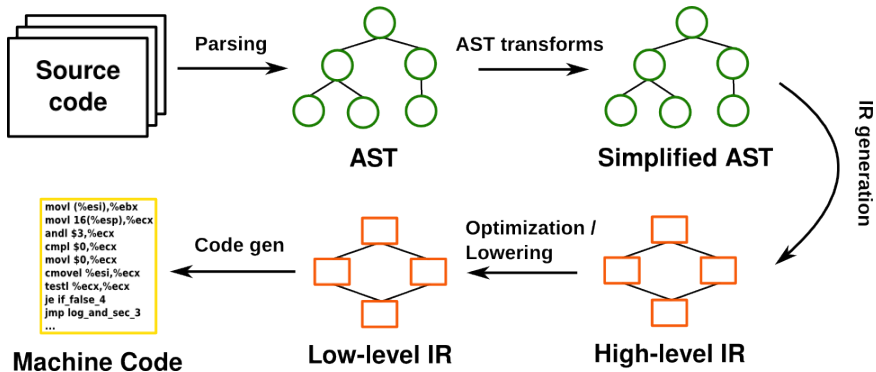 Source
code
Parsing
AST
AST transforms
Simplified AST
IR generation
High-level IR
Optimization /
Lowering
Low-level IR
Code gen
movl (%esi),%ebx
movl 16(%esp),%ecx
andl $3,%ecx
cmpl $0,%ecx
movl $0,%ecx
cmovel %esi,%ecx
testl %ecx,%ecx
je if_false_4
jmp log_and_sec_3
...
Machine Code